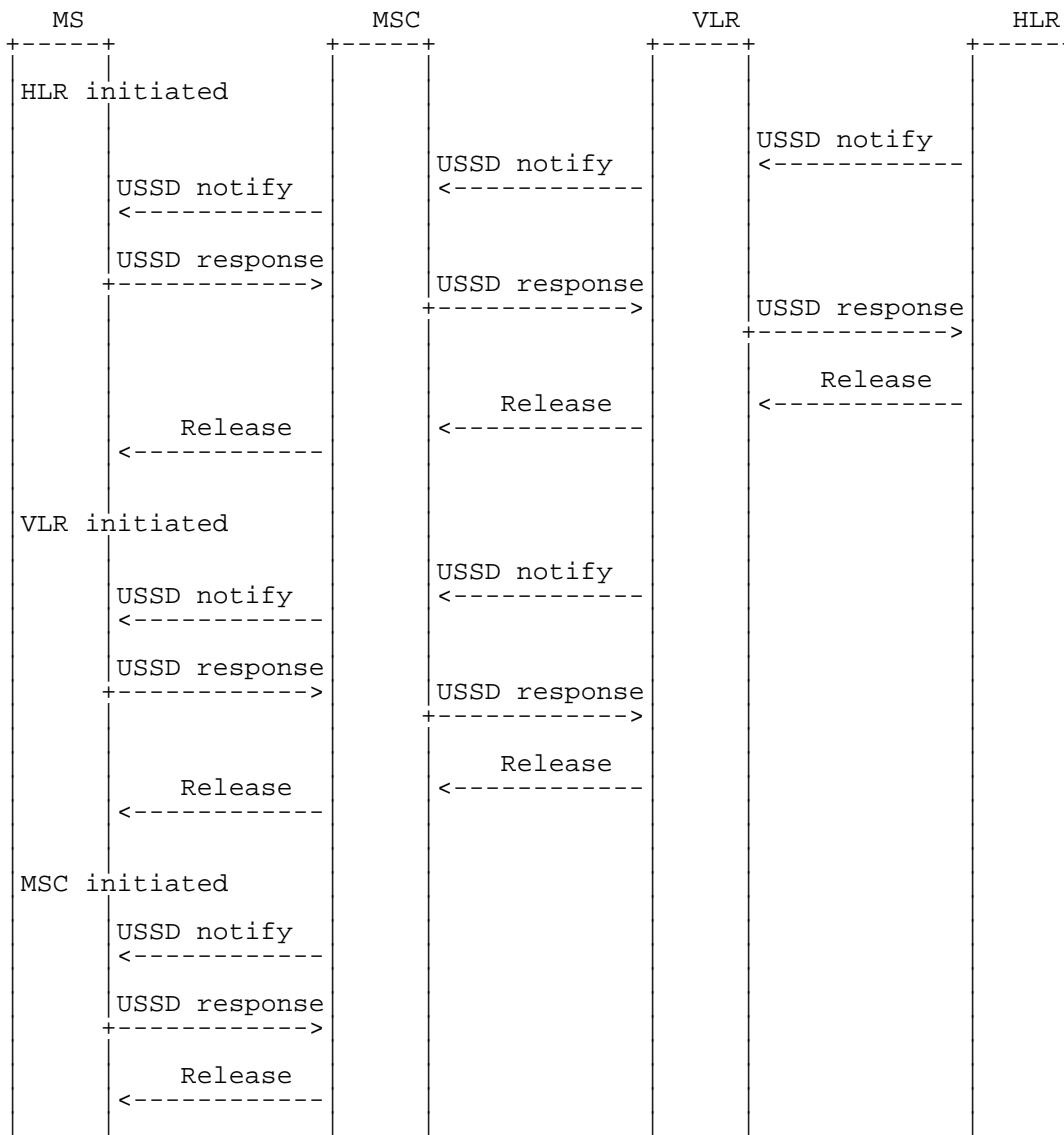 MS MSC VLR HLR
HLR initiated
USSD notify
USSD notify
USSD notify
USSD response
USSD response
USSD response
Release
Release
Release
VLR initiated
USSD notify
USSD notify
USSD response
USSD response
Release
Release
MSC initiated
USSD notify
USSD response
Release